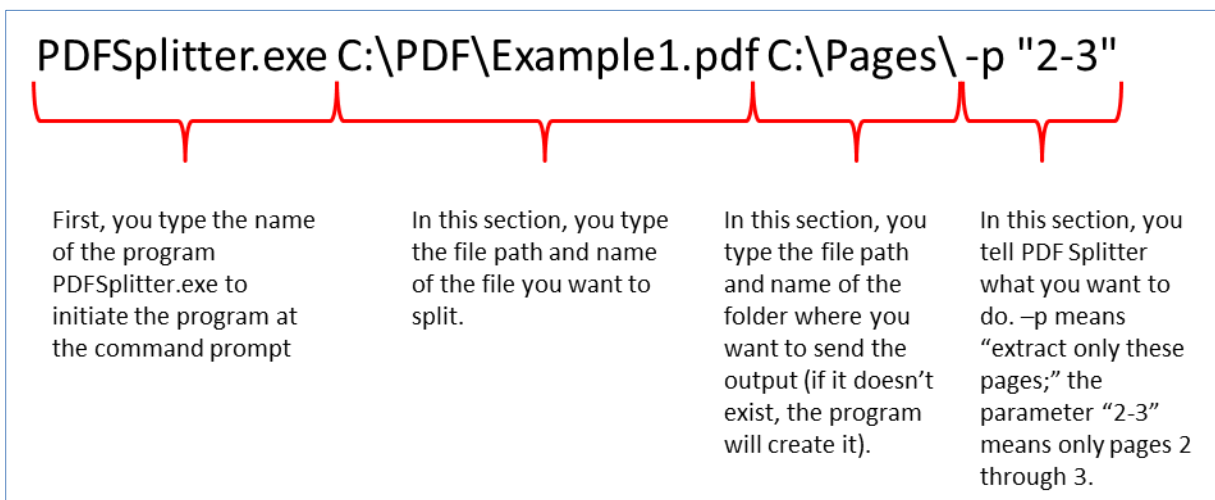 PDFSplitter.exe C:\PDF\Example1.pdf C:\Pages\ -p "2-3"
First, you type the name
of the program
PDFSplitter.exe to
initiate the program at
the command prompt
In this section, you type
the file path and name
of the file you want to
split.
In this section, you
type the file path
and name of the
folder where you
want to send the
output (if it doesn’t
exist, the program
will create it).
In this section, you
tell PDF Splitter
what you want to
do. –p means
“extract only these
pages;” the
parameter “2-3”
means only pages 2
through 3.